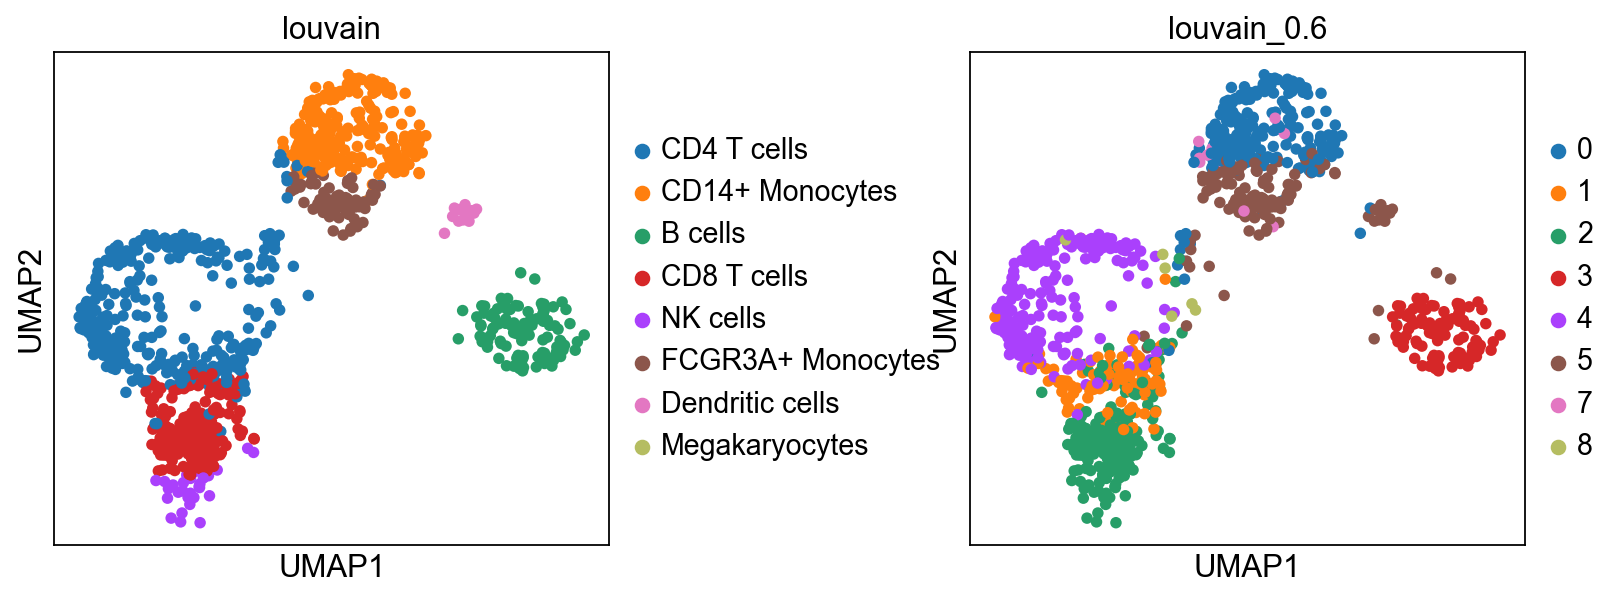 louvain
UMAP2
UMAP1
CD4 T cells
CD14+ Monocytes
B cells
CD8 T cells
NK cells
FCGR3A+ Monocytes
Dendritic cells
Megakaryocytes
louvain_0.6
UMAP2
UMAP1
0
1
2
3
4
5
7
8